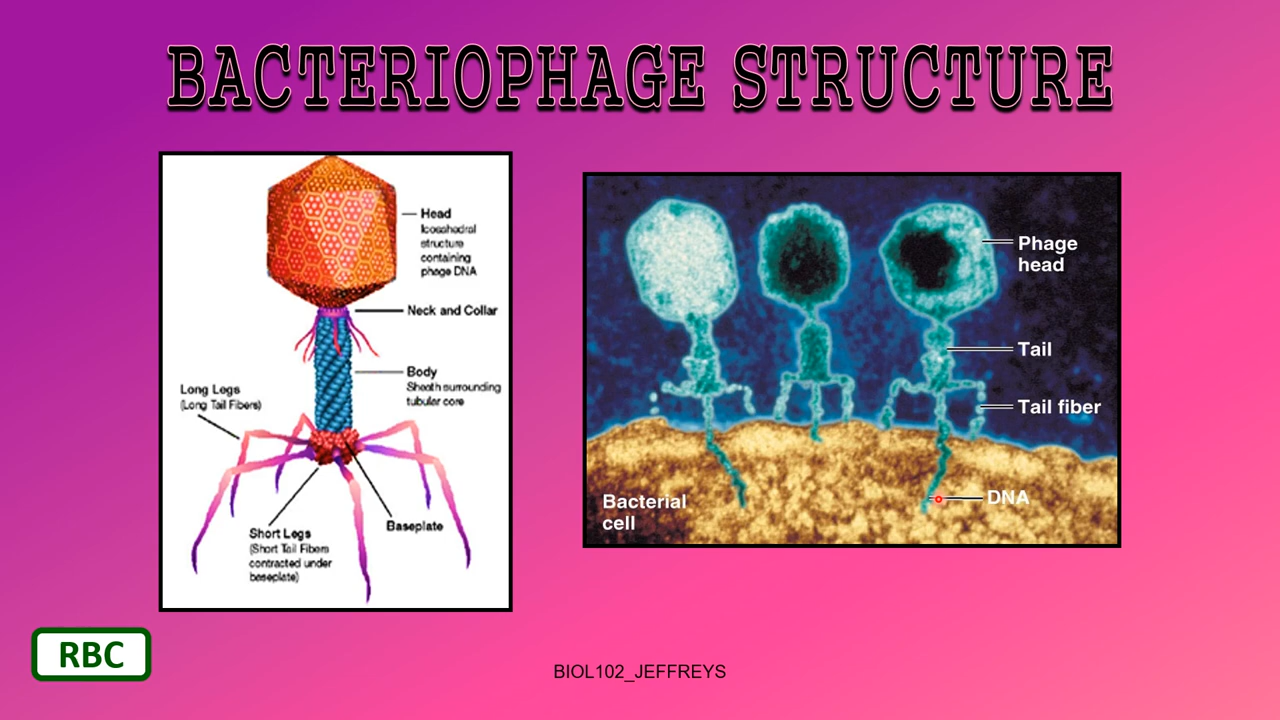 BACTERIOPHAGE STRUCTURE
Head
Icosahedral
structure
containing
phage DNA
Neck and Collar
Body
Sheath surrounding
tubular core
Long Legs
(Long Tail Fibers)
Short Legs
(Short Tail Fibers
contracted under
baseplate)
Baseplate
Phage
head
Tail
Tail fiber
DNA
Bacterial
cell
RBC
BIOL102_JEFFREYS